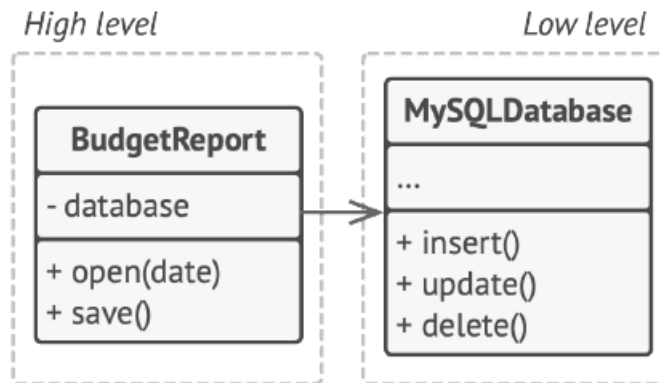 High level
Low level
BudgetReport
- database
+ open(date)
+ save()
MySQLDatabase
...
+ insert()
+ update()
+ delete()